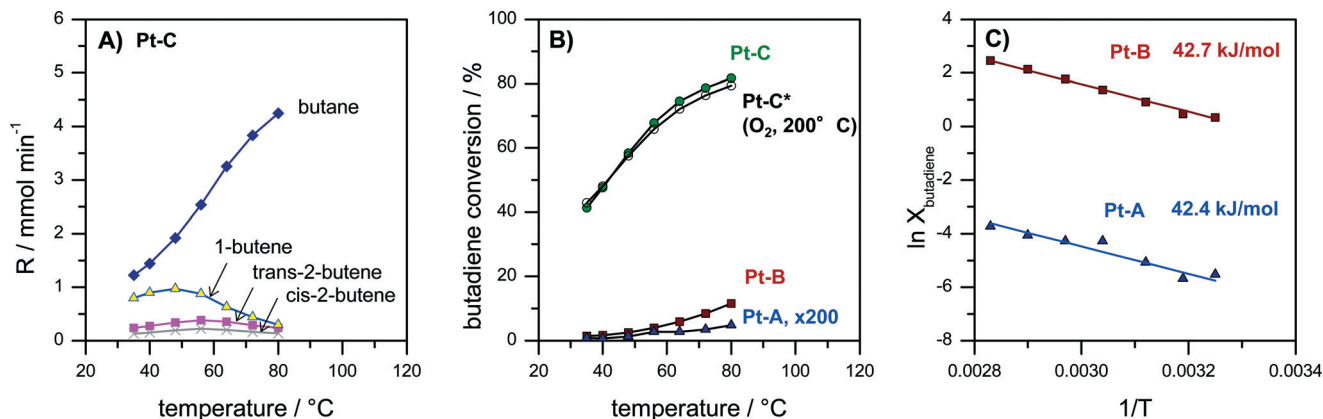 A) Pt-C
butane
1-butene
trans-2-butene
cis-2-butene
R / mmol min⁻¹
6
5
4
3
2
1
0
20 40 60 80 100 120
temperature / °C
B)
Pt-C
Pt-C*
(O₂, 200° C)
Pt-B
Pt-A, x200
butadiene conversion / %
100
80
60
40
20
0
20 40 60 80 100 120
temperature / °C
C)
Pt-B 42.7 kJ/mol
Pt-A 42.4 kJ/mol
ln X butadiene
4
2
0
-2
-4
-6
-8
0.0028 0.0030 0.0032 0.0034
1/T